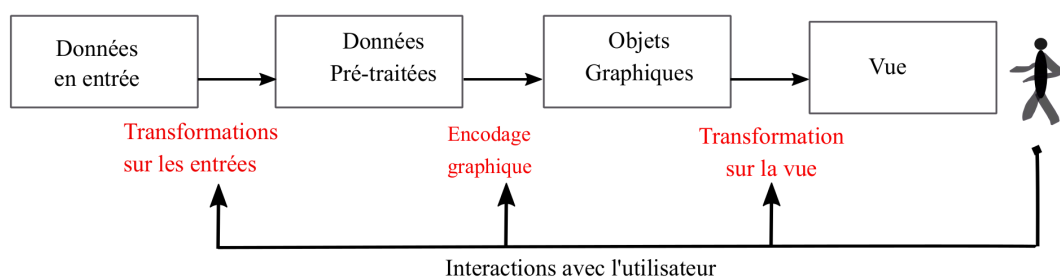 Données
en entrée
Données
Pré-traitées
Objets
Graphiques
Vue
Transformations
sur les entrées
Encodage
graphique
Transformation
sur la vue
Interactions avec l'utilisateur